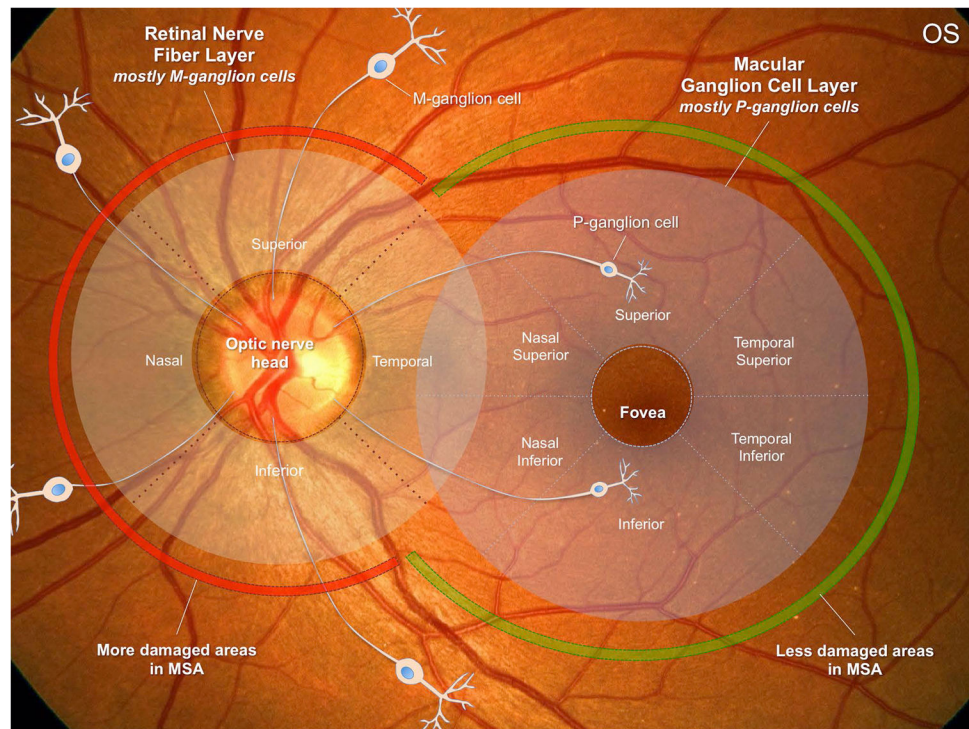 OS
Retinal Nerve
Fiber Layer
mostly M-ganglion cells
M-ganglion cell
Macular
Ganglion Cell Layer
mostly P-ganglion cells
P-ganglion cell
Superior
Nasal
Optic nerve
head
Temporal
Inferior
Superior
Nasal
Superior
Temporal
Superior
Fovea
Nasal
Inferior
Temporal
Inferior
Inferior
More damaged areas
in MSA
Less damaged areas
in MSA